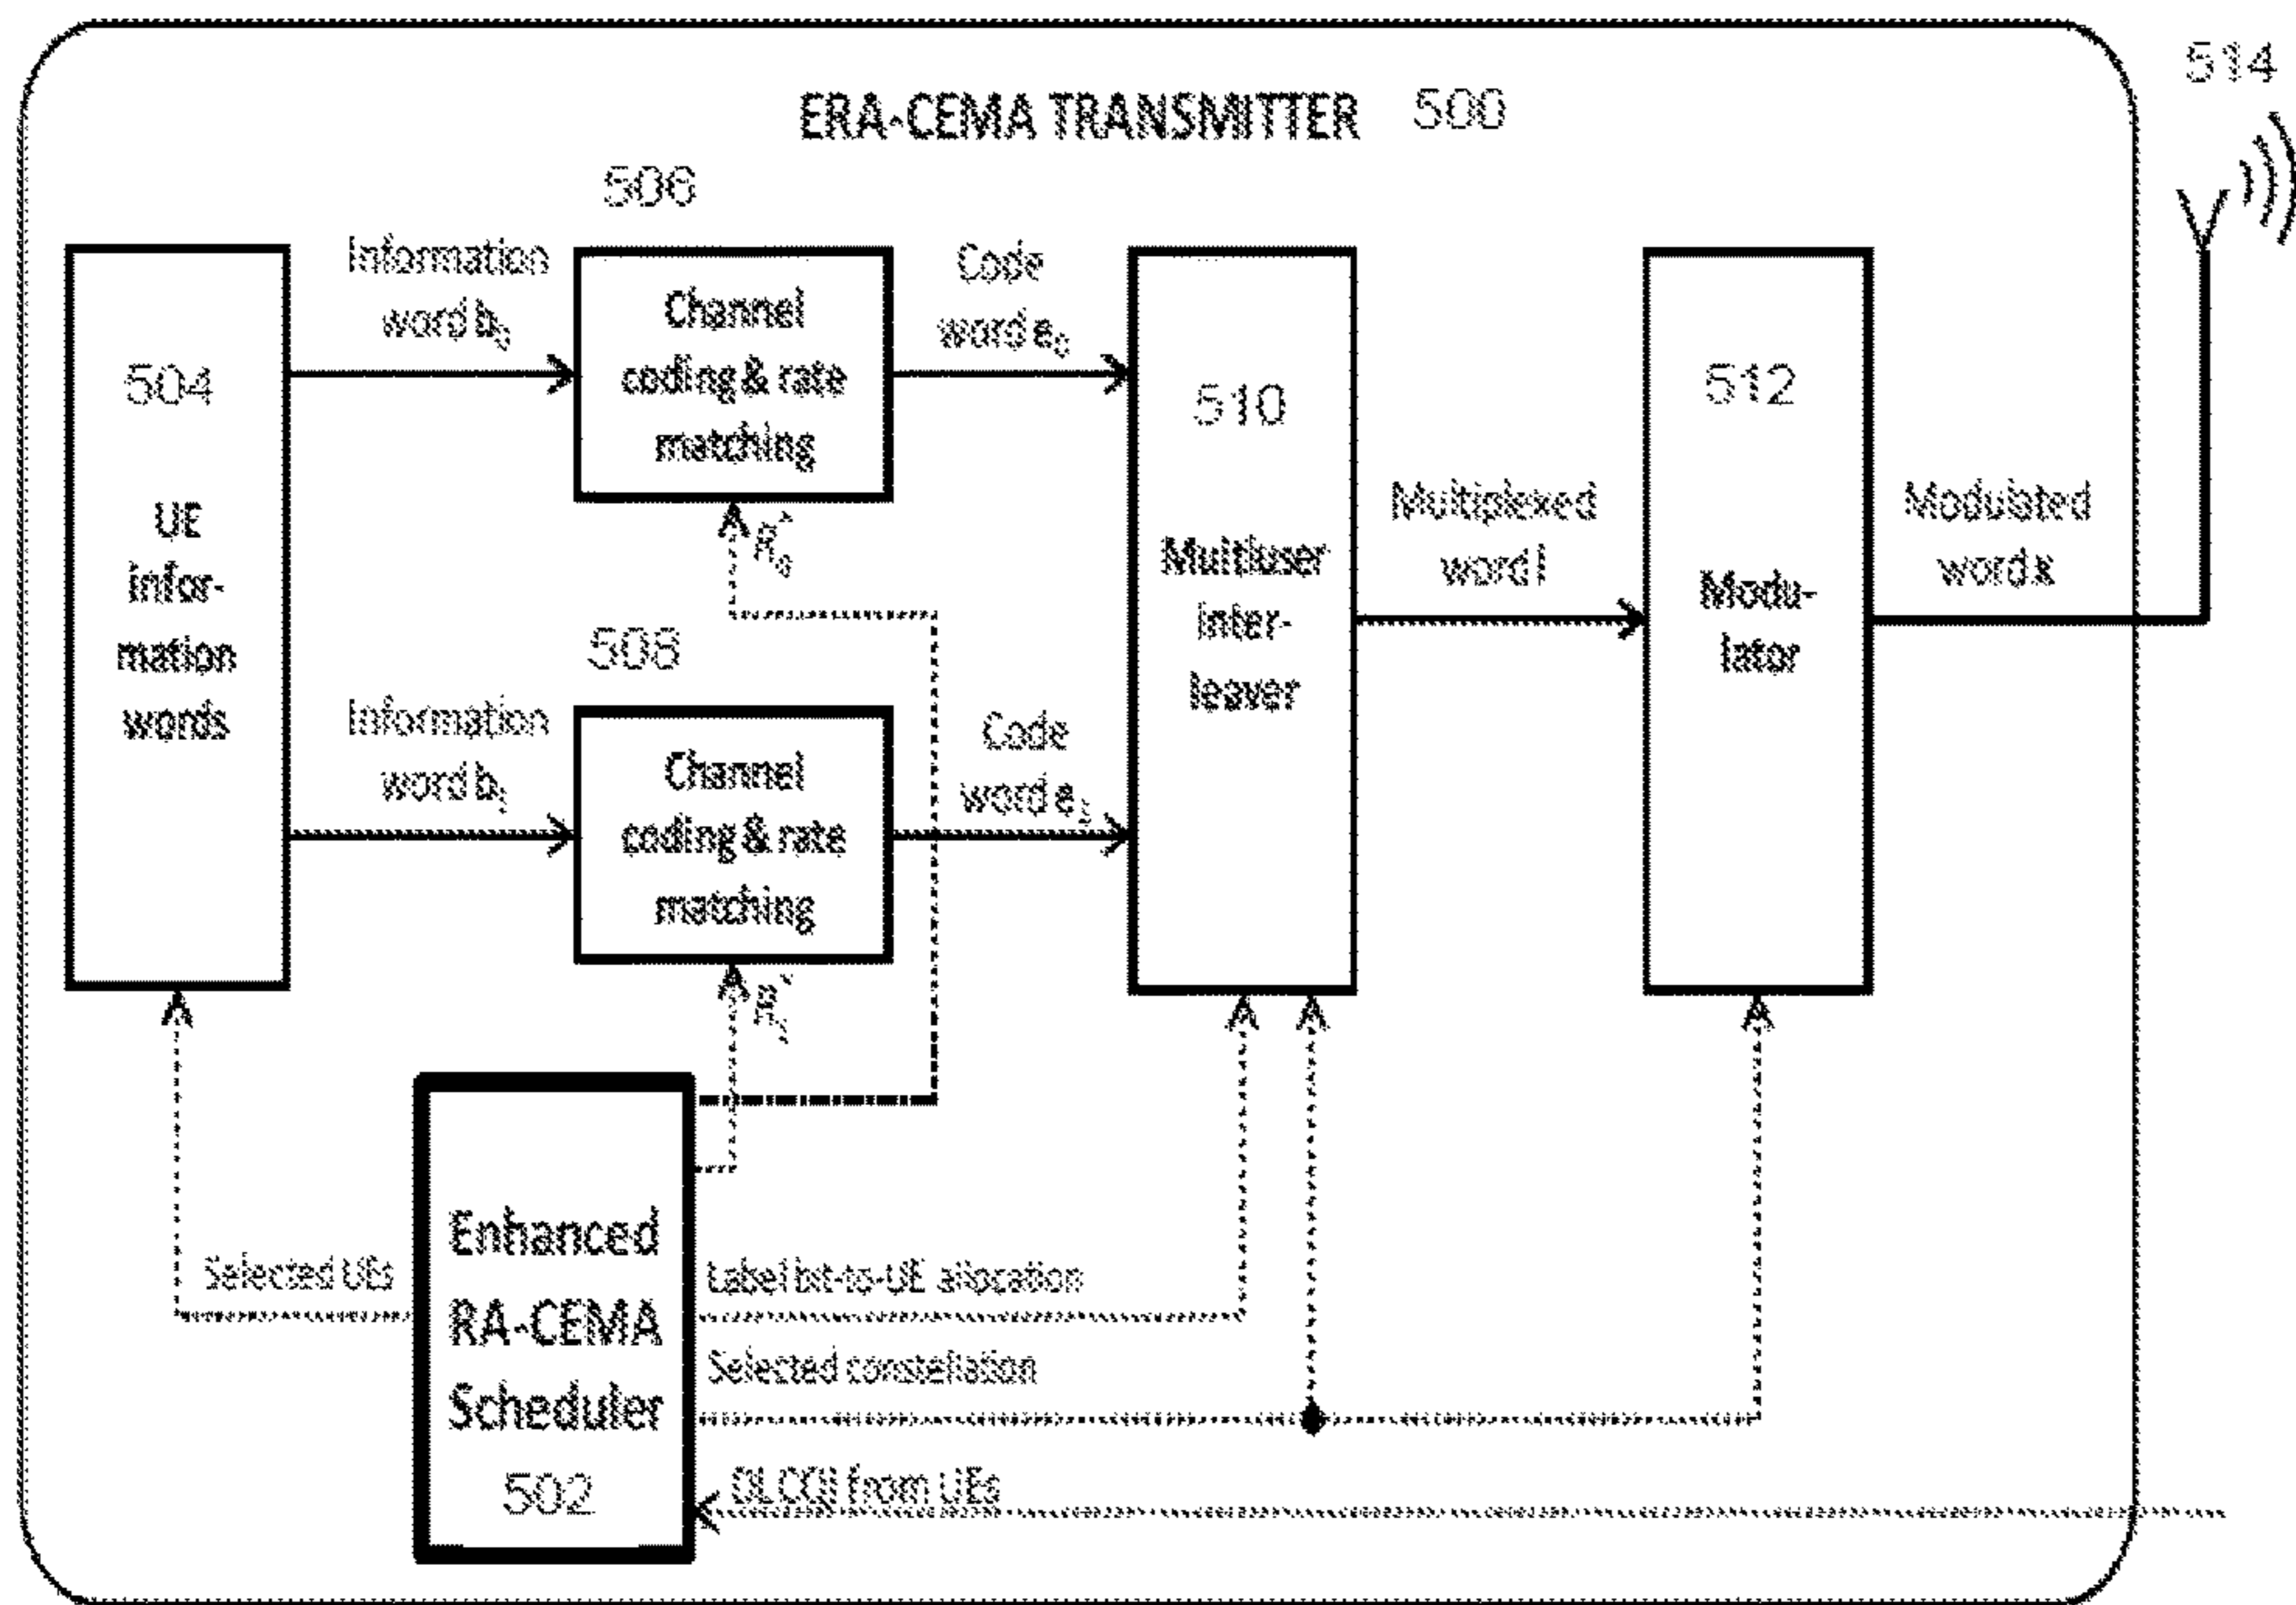 514
ERA-CEMA TRANSMITTER 500
506
Information
word b0
Channel
coding & rate
matching
Code
word e0
504
UE
infor-
mation
words
510
Multiuser
inter-
leaver
512
Modu-
lator
Multiplexed
word i
Modulated
word x
R0*
508
Information
word b1
Channel
coding & rate
matching
Code
word e1
R1*
Enhanced
RA-CEMA
Scheduler
502
Selected UEs
Label bit-to-UE allocation
Selected constellation
DL CQI from UEs